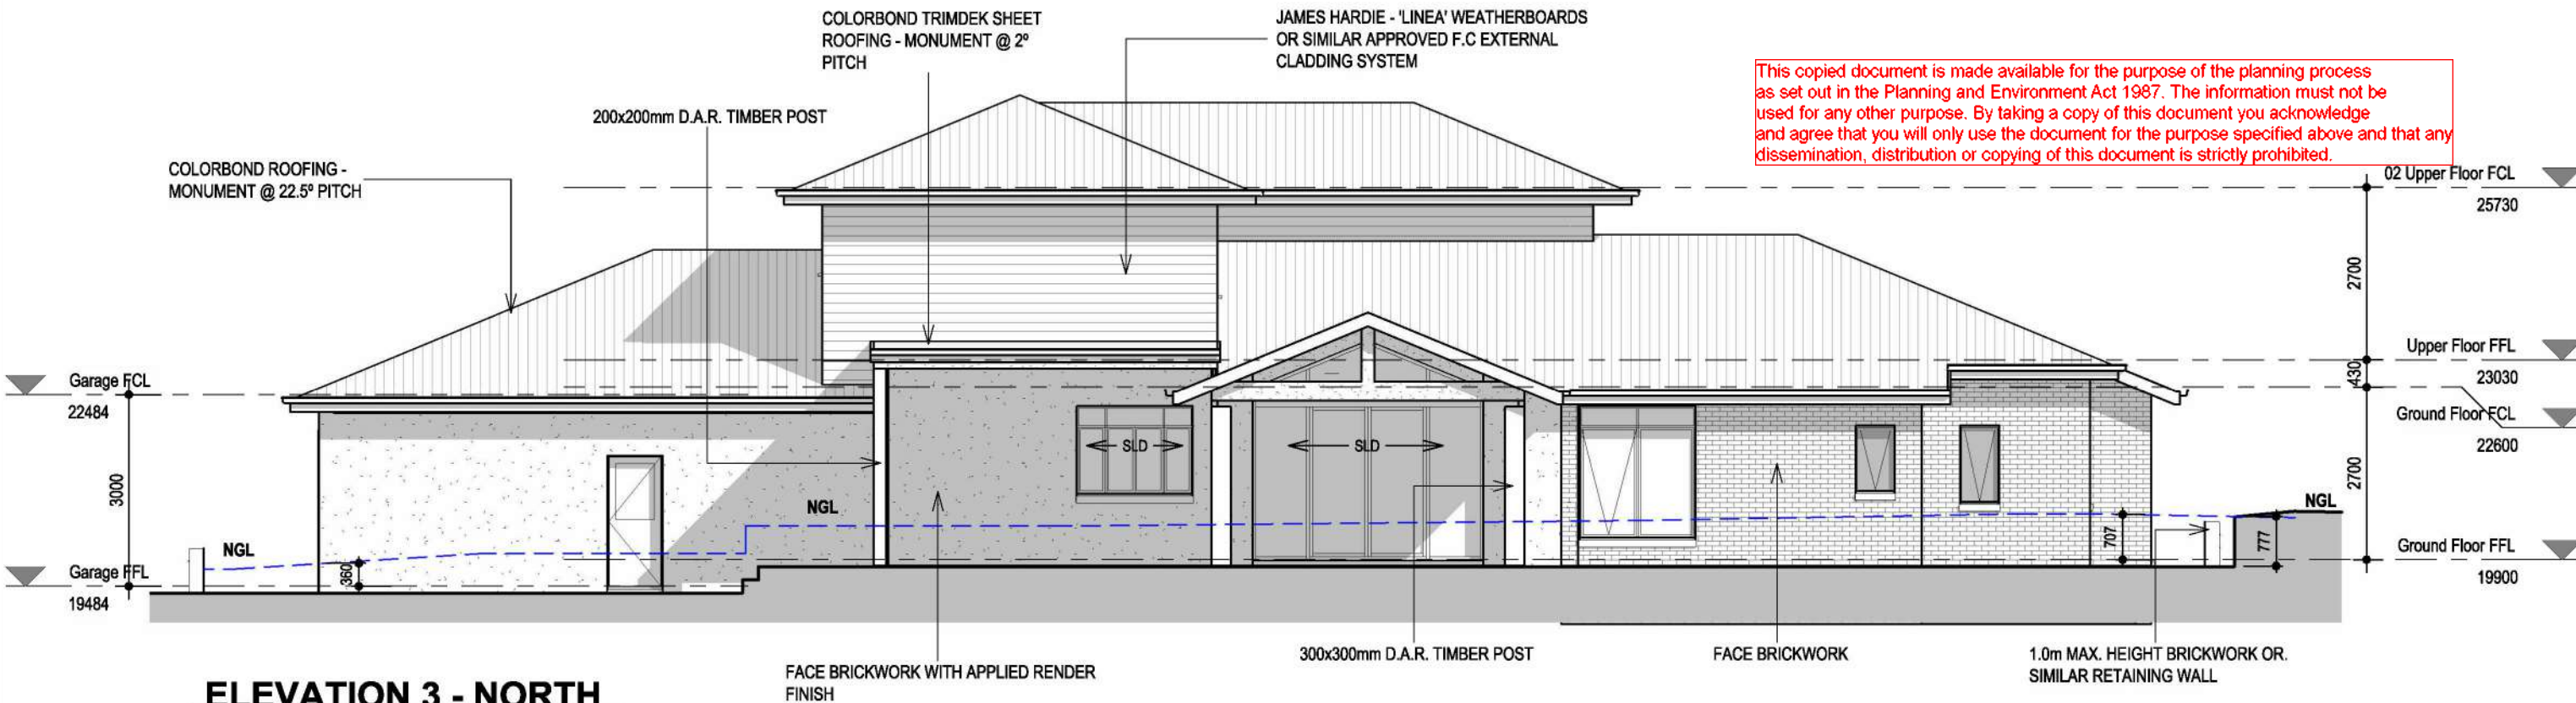 COLORBOND TRIMDEK SHEET
ROOFING - MONUMENT @ 2º
PITCH
JAMES HARDIE - 'LINEA' WEATHERBOARDS
OR SIMILAR APPROVED F.C EXTERNAL
CLADDING SYSTEM
This copied document is made available for the purpose of the planning process
as set out in the Planning and Environment Act 1987. The information must not be
used for any other purpose. By taking a copy of this document you acknowledge
and agree that you will only use the document for the purpose specified above and that any
dissemination, distribution or copying of this document is strictly prohibited.
200x200mm D.A.R. TIMBER POST
COLORBOND ROOFING -
MONUMENT @ 22.5º PITCH
02 Upper Floor FCL
25730
2700
Upper Floor FFL
23030
430
Garage FCL
22484
Ground Floor FCL
22600
3000
SLD
SLD
2700
NGL
NGL
NGL
707
777
Ground Floor FFL
19900
360
Garage FFL
19484
FACE BRICKWORK WITH APPLIED RENDER
FINISH
300x300mm D.A.R. TIMBER POST
FACE BRICKWORK
1.0m MAX. HEIGHT BRICKWORK OR.
SIMILAR RETAINING WALL
ELEVATION 3 - NORTH